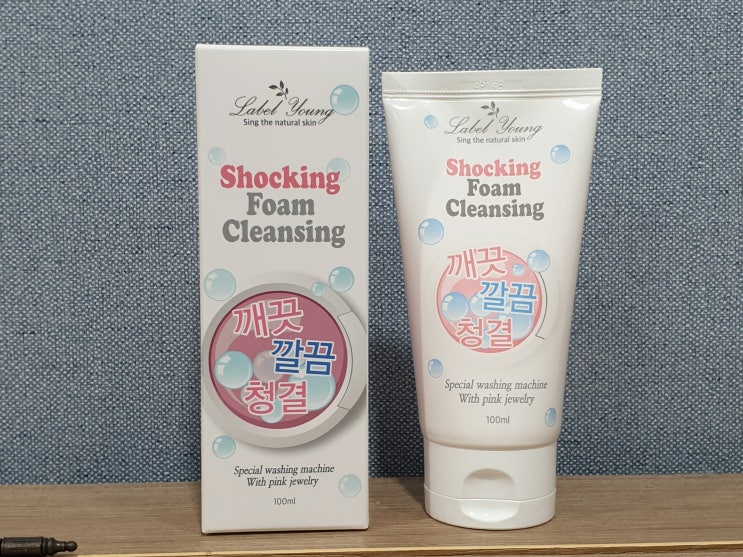 Label Young
Sing the natural skin
Shocking
Foam
Cleansing
깨끗
깔끔
청결
Special washing machine
With pink jewelry
100ml
Label Young
Sing the natural skin
Shocking
Foam
Cleansing
깨끗
깔끔
청결
Special washing machine
With pink jewelry
100ml